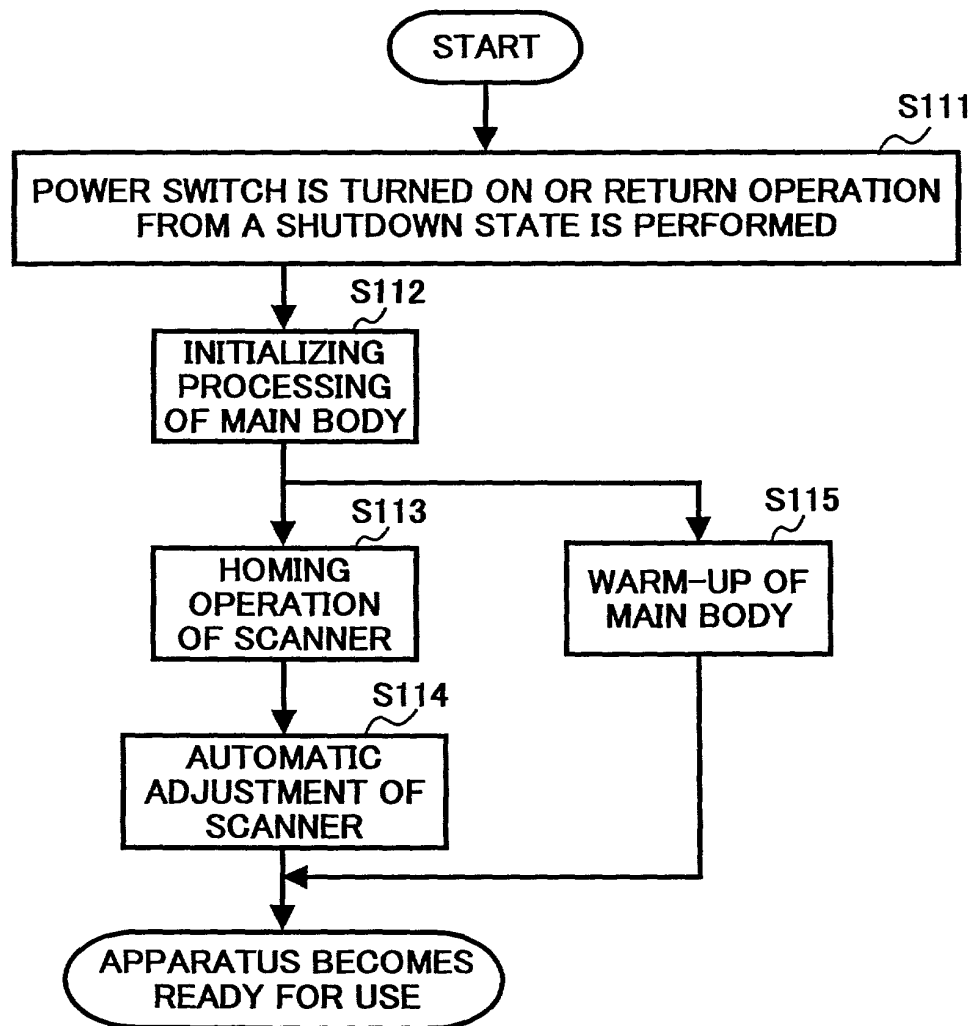 START
S111
POWER SWITCH IS TURNED ON OR RETURN OPERATION
FROM A SHUTDOWN STATE IS PERFORMED
S112
INITIALIZING
PROCESSING
OF MAIN BODY
S113
HOMING
OPERATION
OF SCANNER
S115
WARM-UP OF
MAIN BODY
S114
AUTOMATIC
ADJUSTMENT OF
SCANNER
APPARATUS BECOMES
READY FOR USE